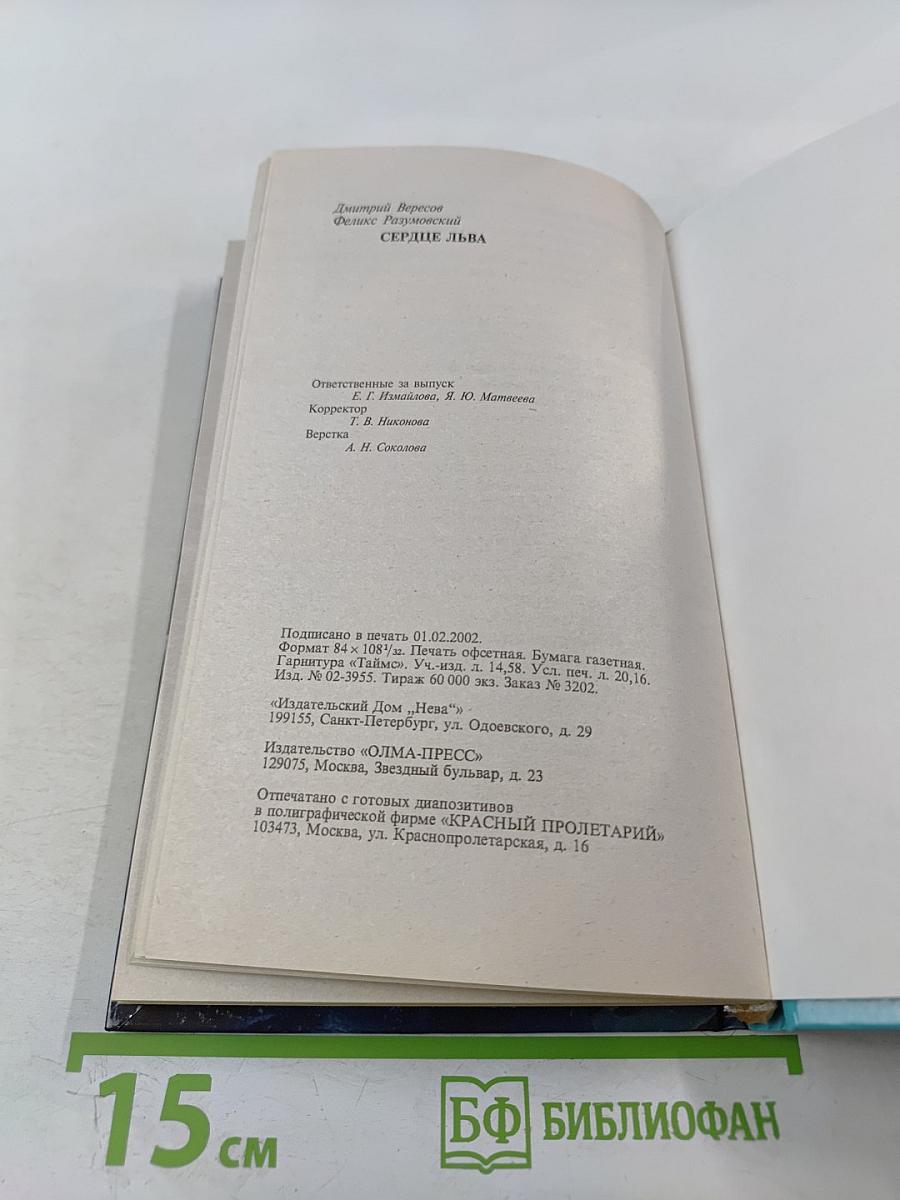 Дмитрий Вересов
Феликс Разумовский
СЕРДЦЕ ЛЬВА
Ответственные за выпуск
Е. Г. Измайлова, Я. Ю. Матвеева
Корректор
Т. В. Никонова
Верстка
А. Н. Соколова
Подписано в печать 01.02.2002.
Формат 84 × 108 1/32. Печать офсетная. Бумага газетная.
Гарнитура «Таймс». Уч.-изд. л. 14,58. Усл. печ. л. 20,16.
Изд. № 02-3955. Тираж 60 000 экз. Заказ № 3202.
«Издательский Дом „Нева“»
199155, Санкт-Петербург, ул. Одоевского, д. 29
Издательство «ОЛМА-ПРЕСС»
129075, Москва, Звездный бульвар, д. 23
Отпечатано с готовых диапозитивов
в полиграфической фирме «КРАСНЫЙ ПРОЛЕТАРИЙ»
103473, Москва, ул. Краснопролетарская, д. 16
15 см
БФ БИБЛИОФАН